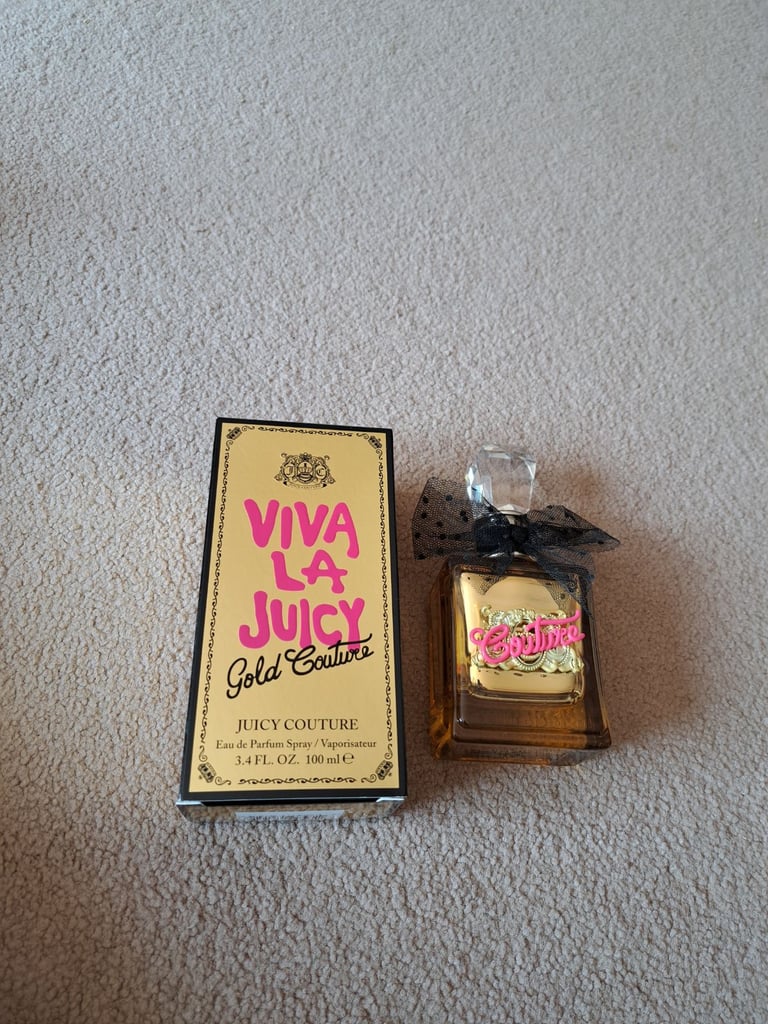 J C
VIVA
LA
JUICY
Gold Couture
JUICY COUTURE
Eau de Parfum Spray / Vaporisateur
3.4 FL. OZ. 100 ml ℮
Couture